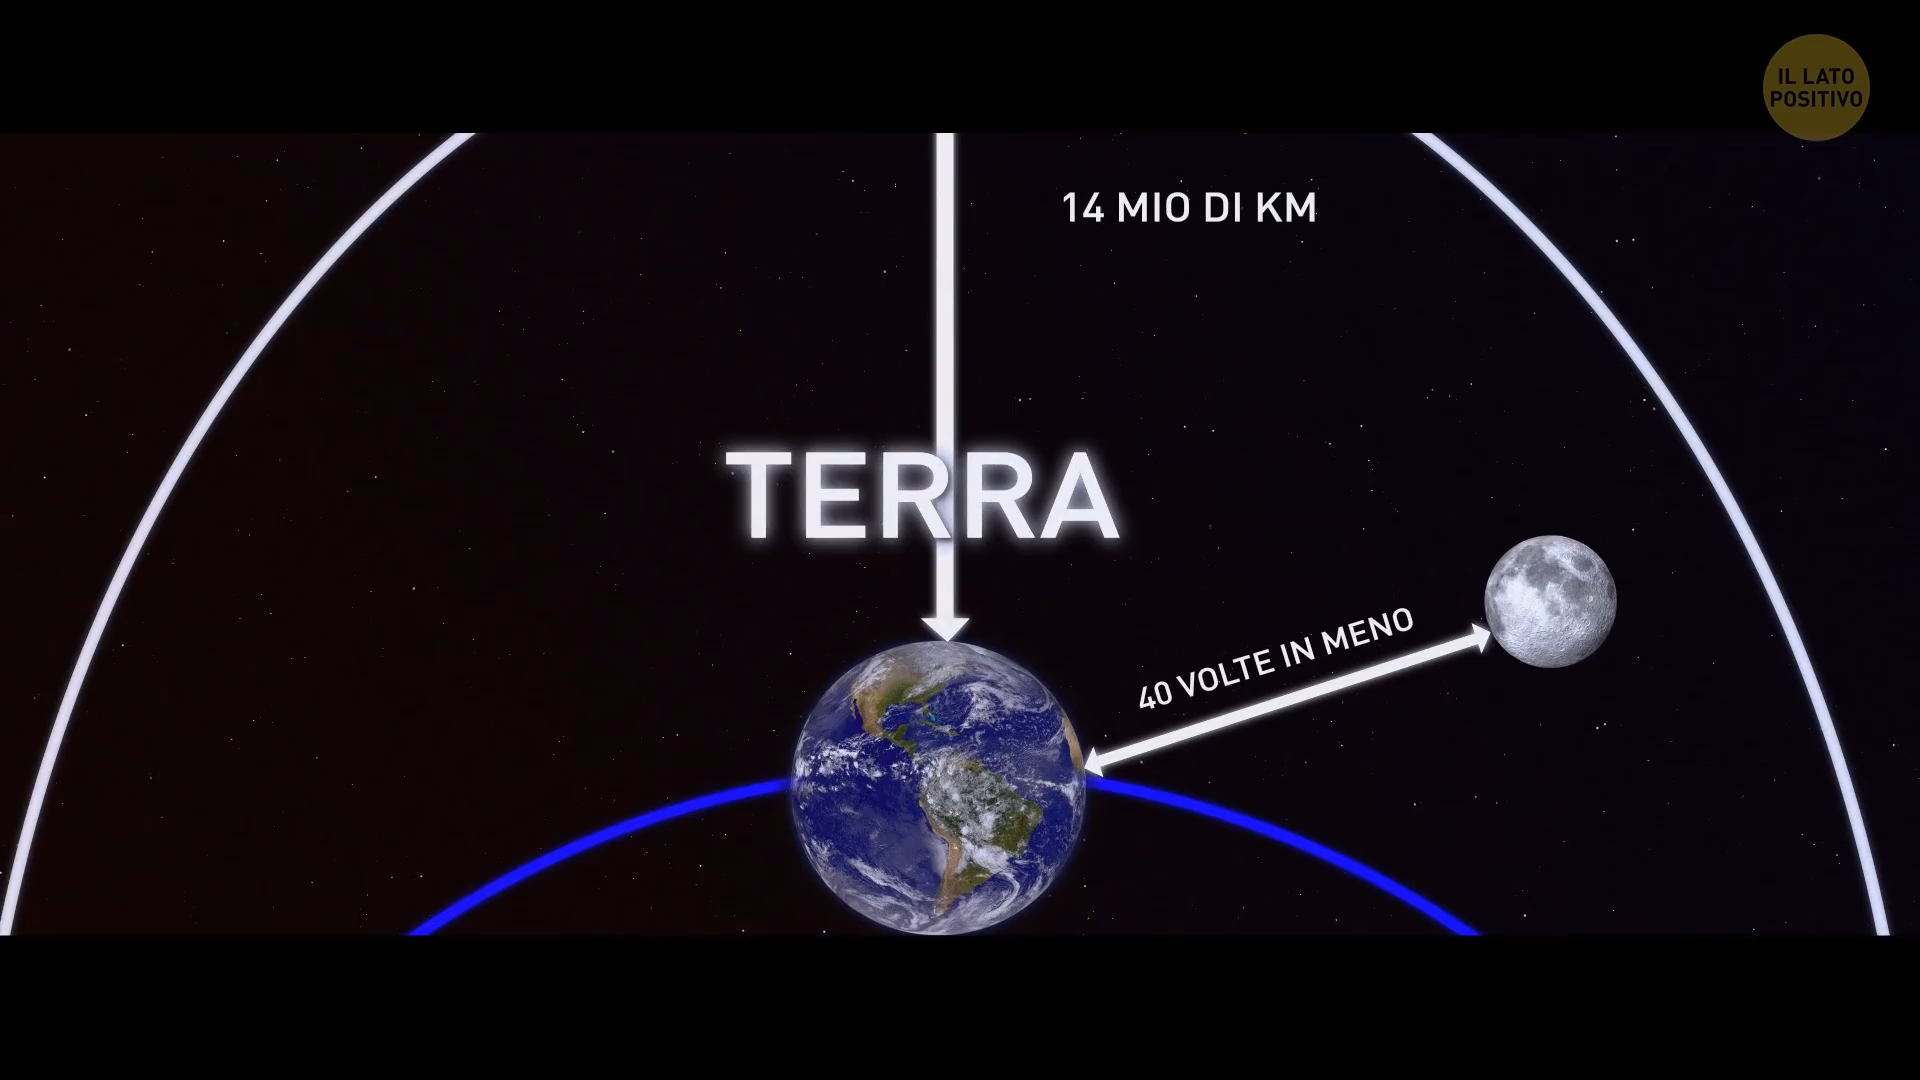 IL LATO
POSITIVO
14 MIO DI KM
TERRA
40 VOLTE IN MENO